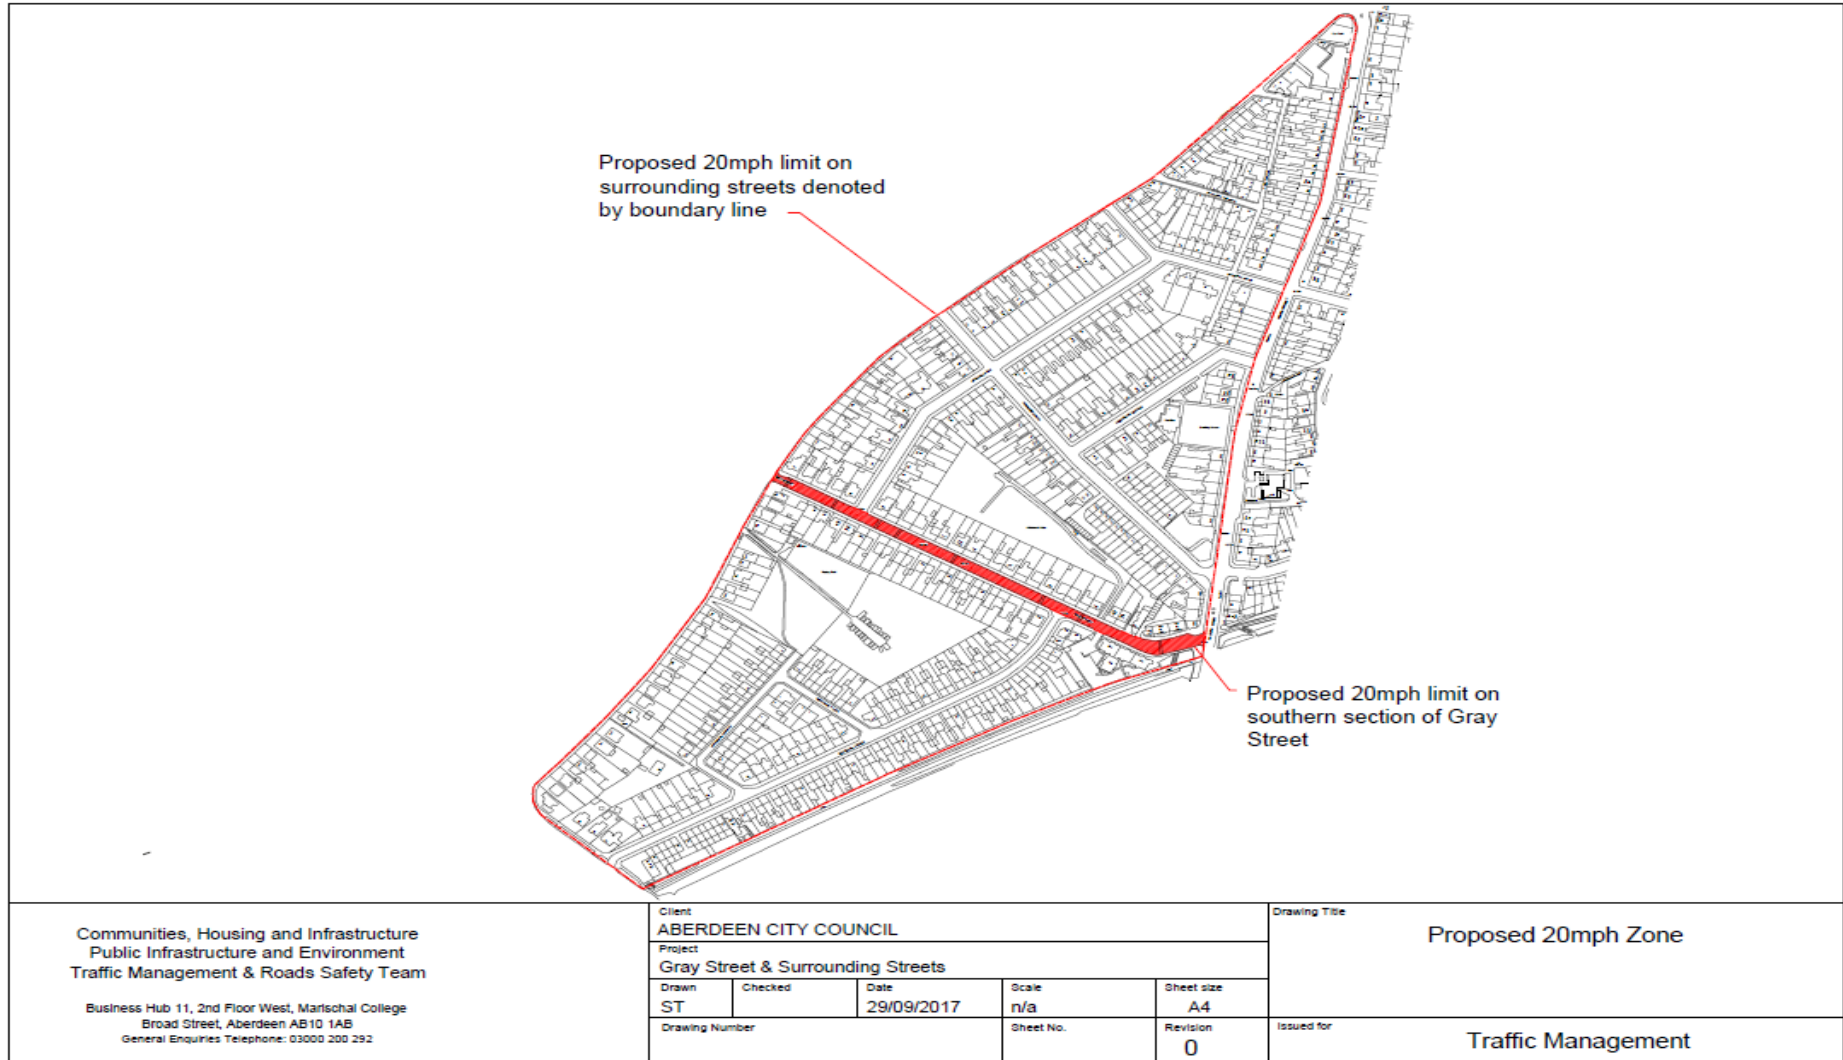 Proposed 20mph limit on
surrounding streets denoted
by boundary line
Proposed 20mph limit on
southern section of Gray
Street
Communities, Housing and Infrastructure
Public Infrastructure and Environment
Traffic Management & Roads Safety Team
Business Hub 11, 2nd Floor West, Marischal College
Broad Street, Aberdeen AB10 1AB
General Enquiries Telephone: 03000 200 292
Client
ABERDEEN CITY COUNCIL
Project
Gray Street & Surrounding Streets
Drawn
ST
Checked
Date
29/09/2017
Scale
n/a
Sheet size
A4
Drawing Number
Sheet No.
Revision
0
Drawing Title
Proposed 20mph Zone
Issued for
Traffic Management